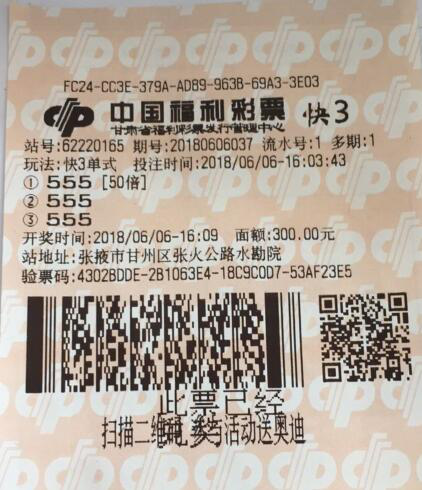 FC24-CC3E-379A-AD89-963B-69A3-3E03
中国福利彩票 快3
甘肃省福利彩票发行管理中心
站号:62220165 期号:20180606037 流水号:1 多期:1
玩法:快3单式 投注时间:2018/06/06-16:03:43
① 555 [50倍]
② 555
③ 555
开奖时间:2018/06/06-16:09 面额:300.00元
站地址:张掖市甘州区张火公路水勘院
验票码:4302BDDE-2B1063E4-18C9C0D7-53AF23E5
此票已经
扫描二维码,参与活动送奥迪